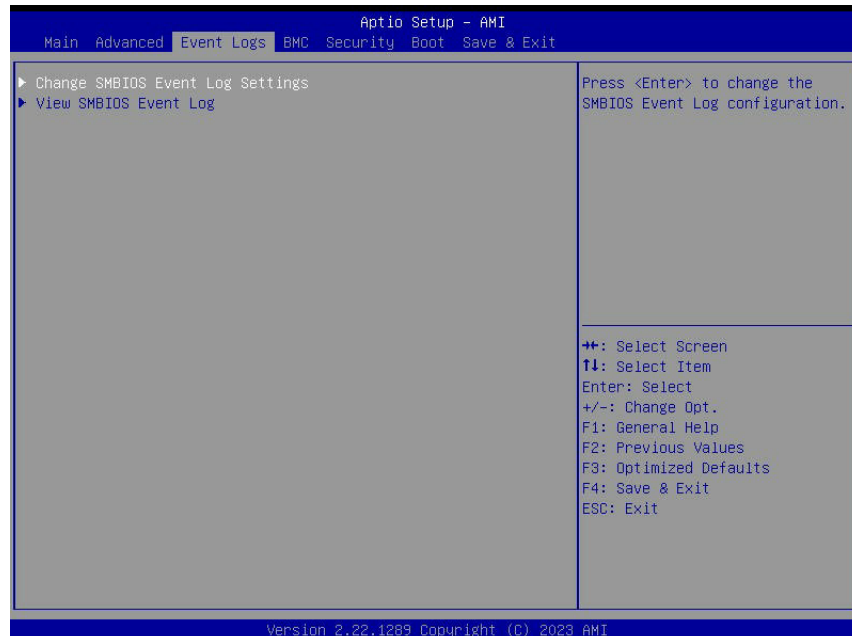 Aptio Setup – AMI
Main Advanced Event Logs BMC Security Boot Save & Exit
Change SMBIOS Event Log Settings
View SMBIOS Event Log
Press <Enter> to change the
SMBIOS Event Log configuration.
→←: Select Screen
↑↓: Select Item
Enter: Select
+/-: Change Opt.
F1: General Help
F2: Previous Values
F3: Optimized Defaults
F4: Save & Exit
ESC: Exit
Version 2.22.1289 Copyright (C) 2023 AMI